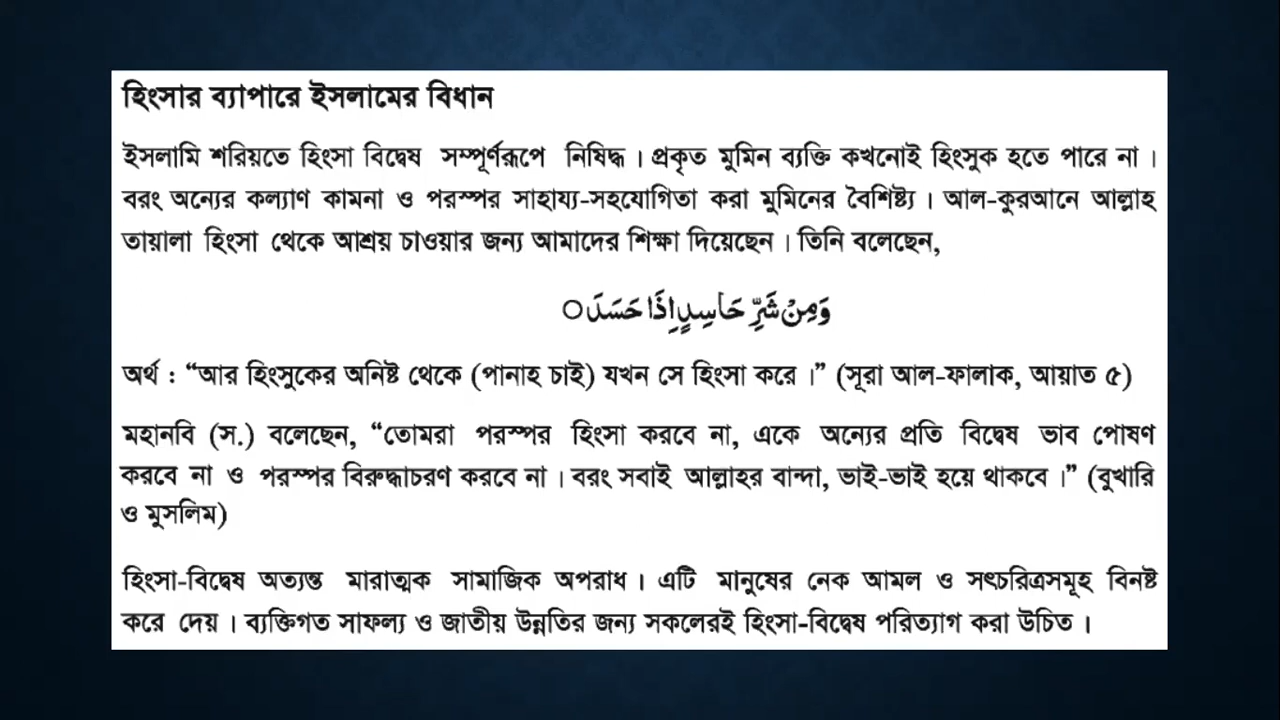 হিংসার ব্যাপারে ইসলামের বিধান
ইসলামি শরিয়তে হিংসা বিদ্বেষ সম্পূর্ণরূপে নিষিদ্ধ । প্রকৃত মুমিন ব্যক্তি কখনোই হিংসুক হতে পারে না ।
বরং অন্যের কল্যাণ কামনা ও পরস্পর সাহায্য-সহযোগিতা করা মুমিনের বৈশিষ্ট্য । আল-কুরআনে আল্লাহ
তায়ালা হিংসা থেকে আশ্রয় চাওয়ার জন্য আমাদের শিক্ষা দিয়েছেন । তিনি বলেছেন,
وَمِنْ شَرِّ حَاسِدٍ اِذَا حَسَدَ ○
অর্থ : “আর হিংসুকের অনিষ্ট থেকে (পানাহ চাই) যখন সে হিংসা করে ।” (সূরা আল-ফালাক, আয়াত ৫)
মহানবি (স.) বলেছেন, “তোমরা পরস্পর হিংসা করবে না, একে অন্যের প্রতি বিদ্বেষ ভাব পোষণ
করবে না ও পরস্পর বিরুদ্ধাচরণ করবে না । বরং সবাই আল্লাহর বান্দা, ভাই-ভাই হয়ে থাকবে ।” (বুখারি
ও মুসলিম)
হিংসা-বিদ্বেষ অত্যন্ত মারাত্মক সামাজিক অপরাধ । এটি মানুষের নেক আমল ও সৎচরিত্রসমূহ বিনষ্ট
করে দেয় । ব্যক্তিগত সাফল্য ও জাতীয় উন্নতির জন্য সকলেরই হিংসা-বিদ্বেষ পরিত্যাগ করা উচিত ।